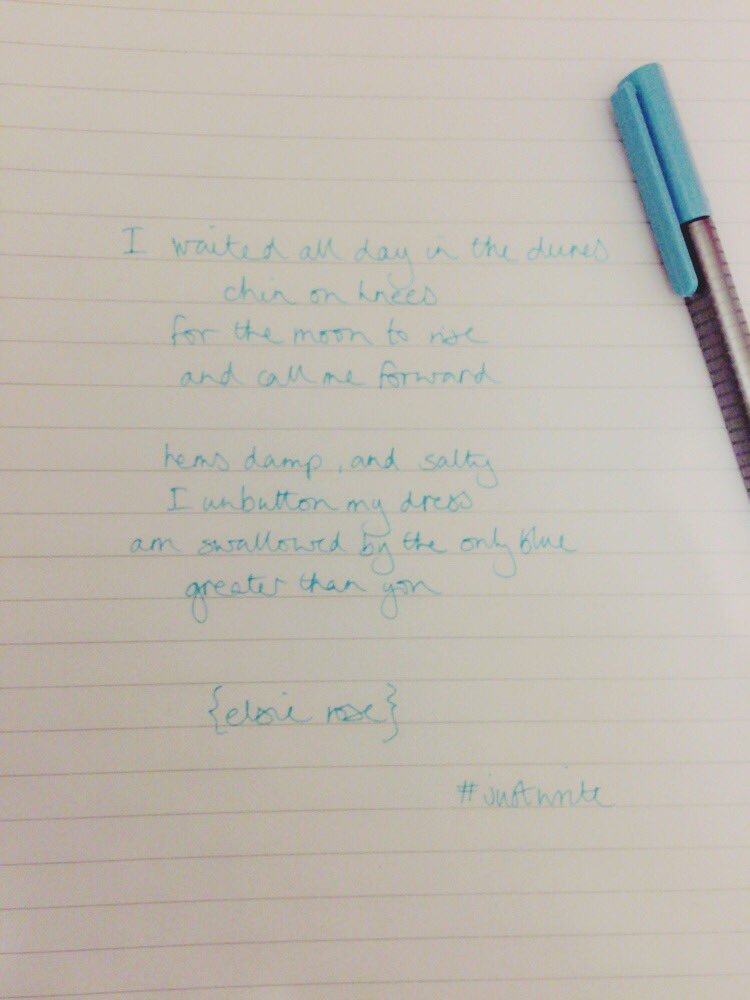 I waited all day in the dunes
chin on knees
for the moon to rise
and call me forward
hems damp, and salty
I unbutton my dress
am swallowed by the only blue
greater than you
{elsie rose}
#justwrite